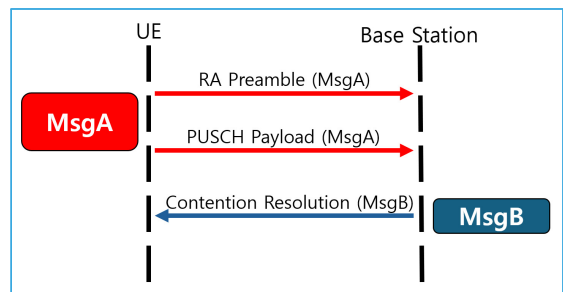 UE
Base Station
RA Preamble (MsgA)
MsgA
PUSCH Payload (MsgA)
Contention Resolution (MsgB)
MsgB